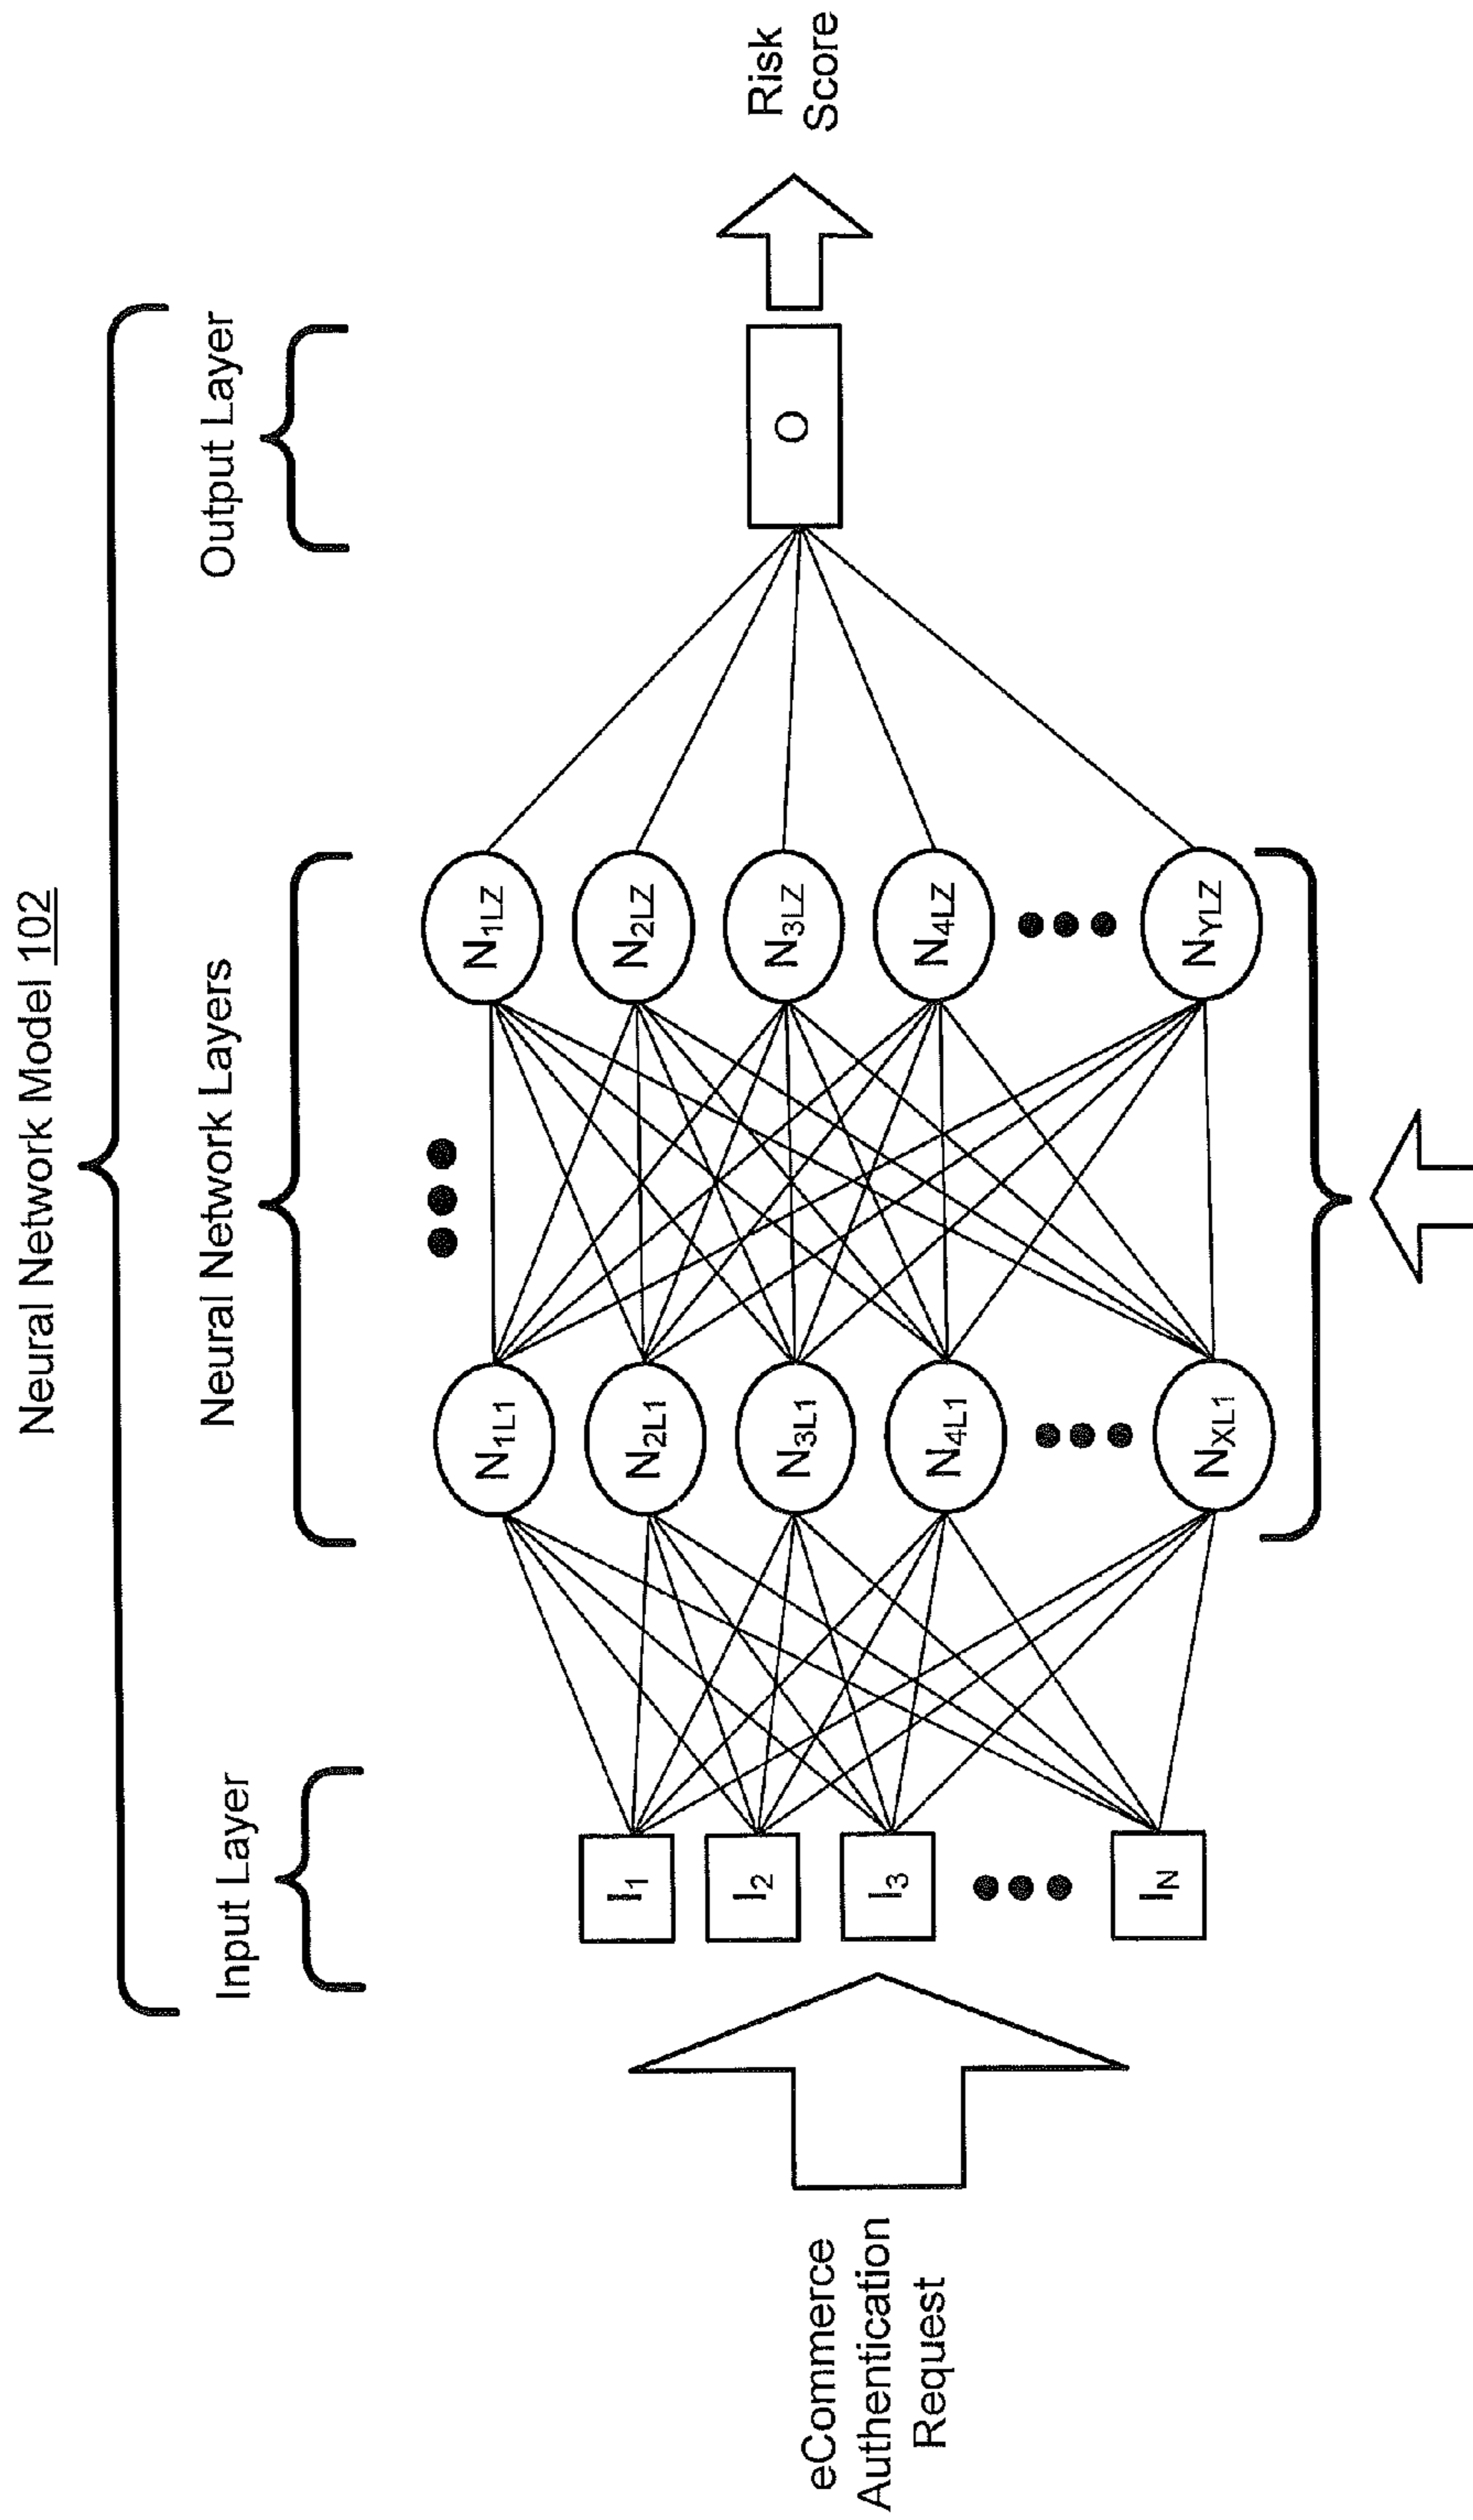 Neural Network Model 102
Input Layer
Neural Network Layers
Output Layer
eCommerce
Authentication
Request
I1
I2
I3
IN
N1L1
N2L1
N3L1
N4L1
NXL1
N1LZ
N2LZ
N3LZ
N4LZ
NYLZ
O
Risk
Score